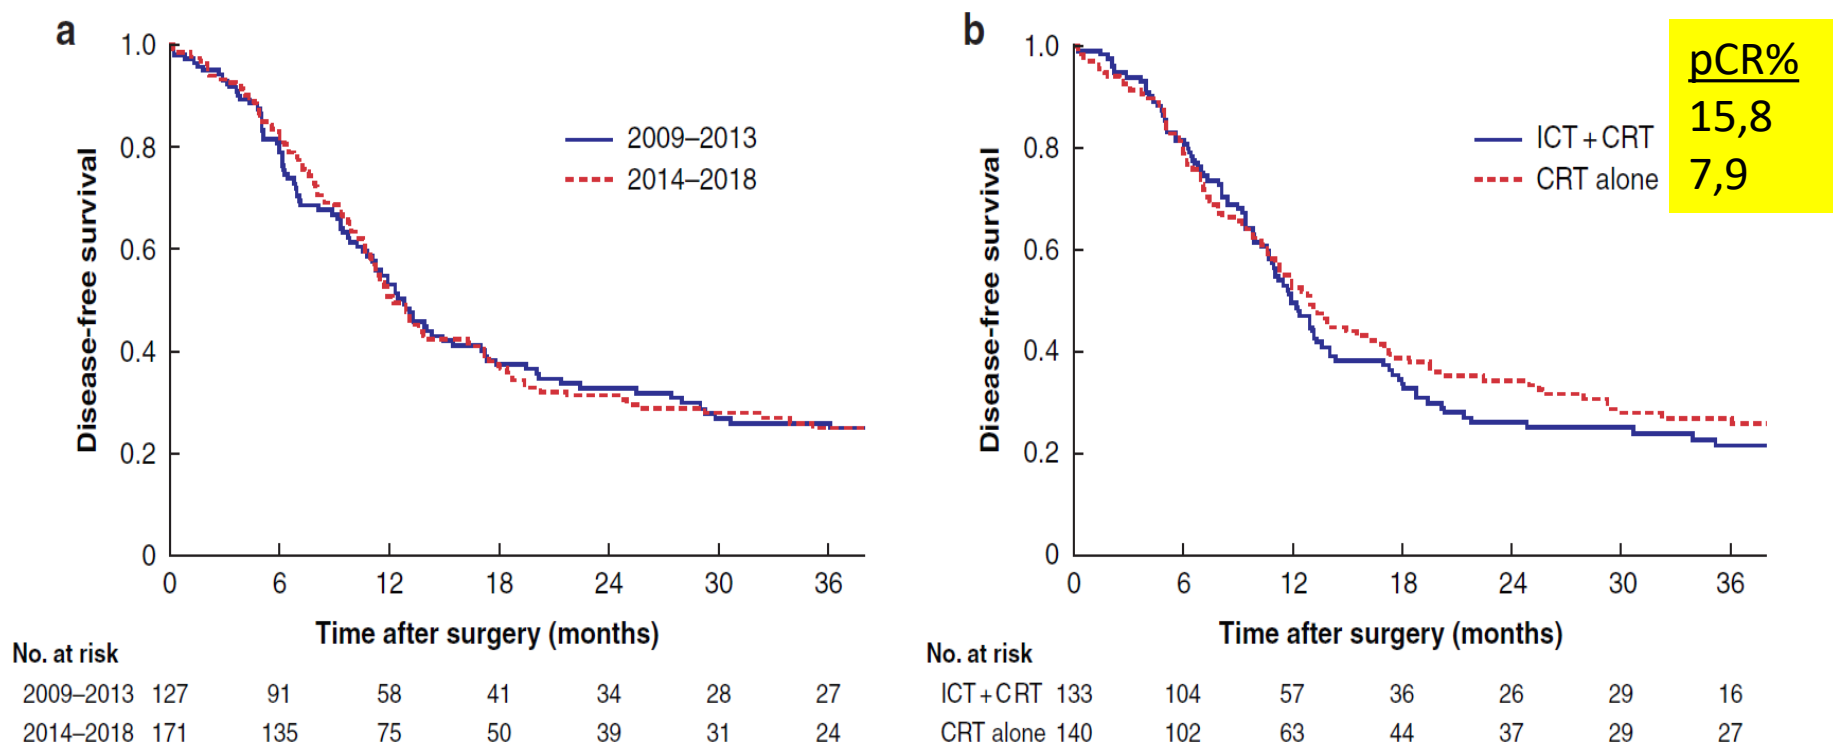 a
1.0
0.8
0.6
0.4
0.2
0
Disease-free survival
2009–2013
2014–2018
0 6 12 18 24 30 36
Time after surgery (months)
No. at risk
2009–2013 127 91 58 41 34 28 27
2014–2018 171 135 75 50 39 31 24
b
1.0
0.8
0.6
0.4
0.2
0
Disease-free survival
ICT + CRT
CRT alone
pCR%
15,8
7,9
0 6 12 18 24 30 36
Time after surgery (months)
No. at risk
ICT + CRT 133 104 57 36 26 29 16
CRT alone 140 102 63 44 37 29 27